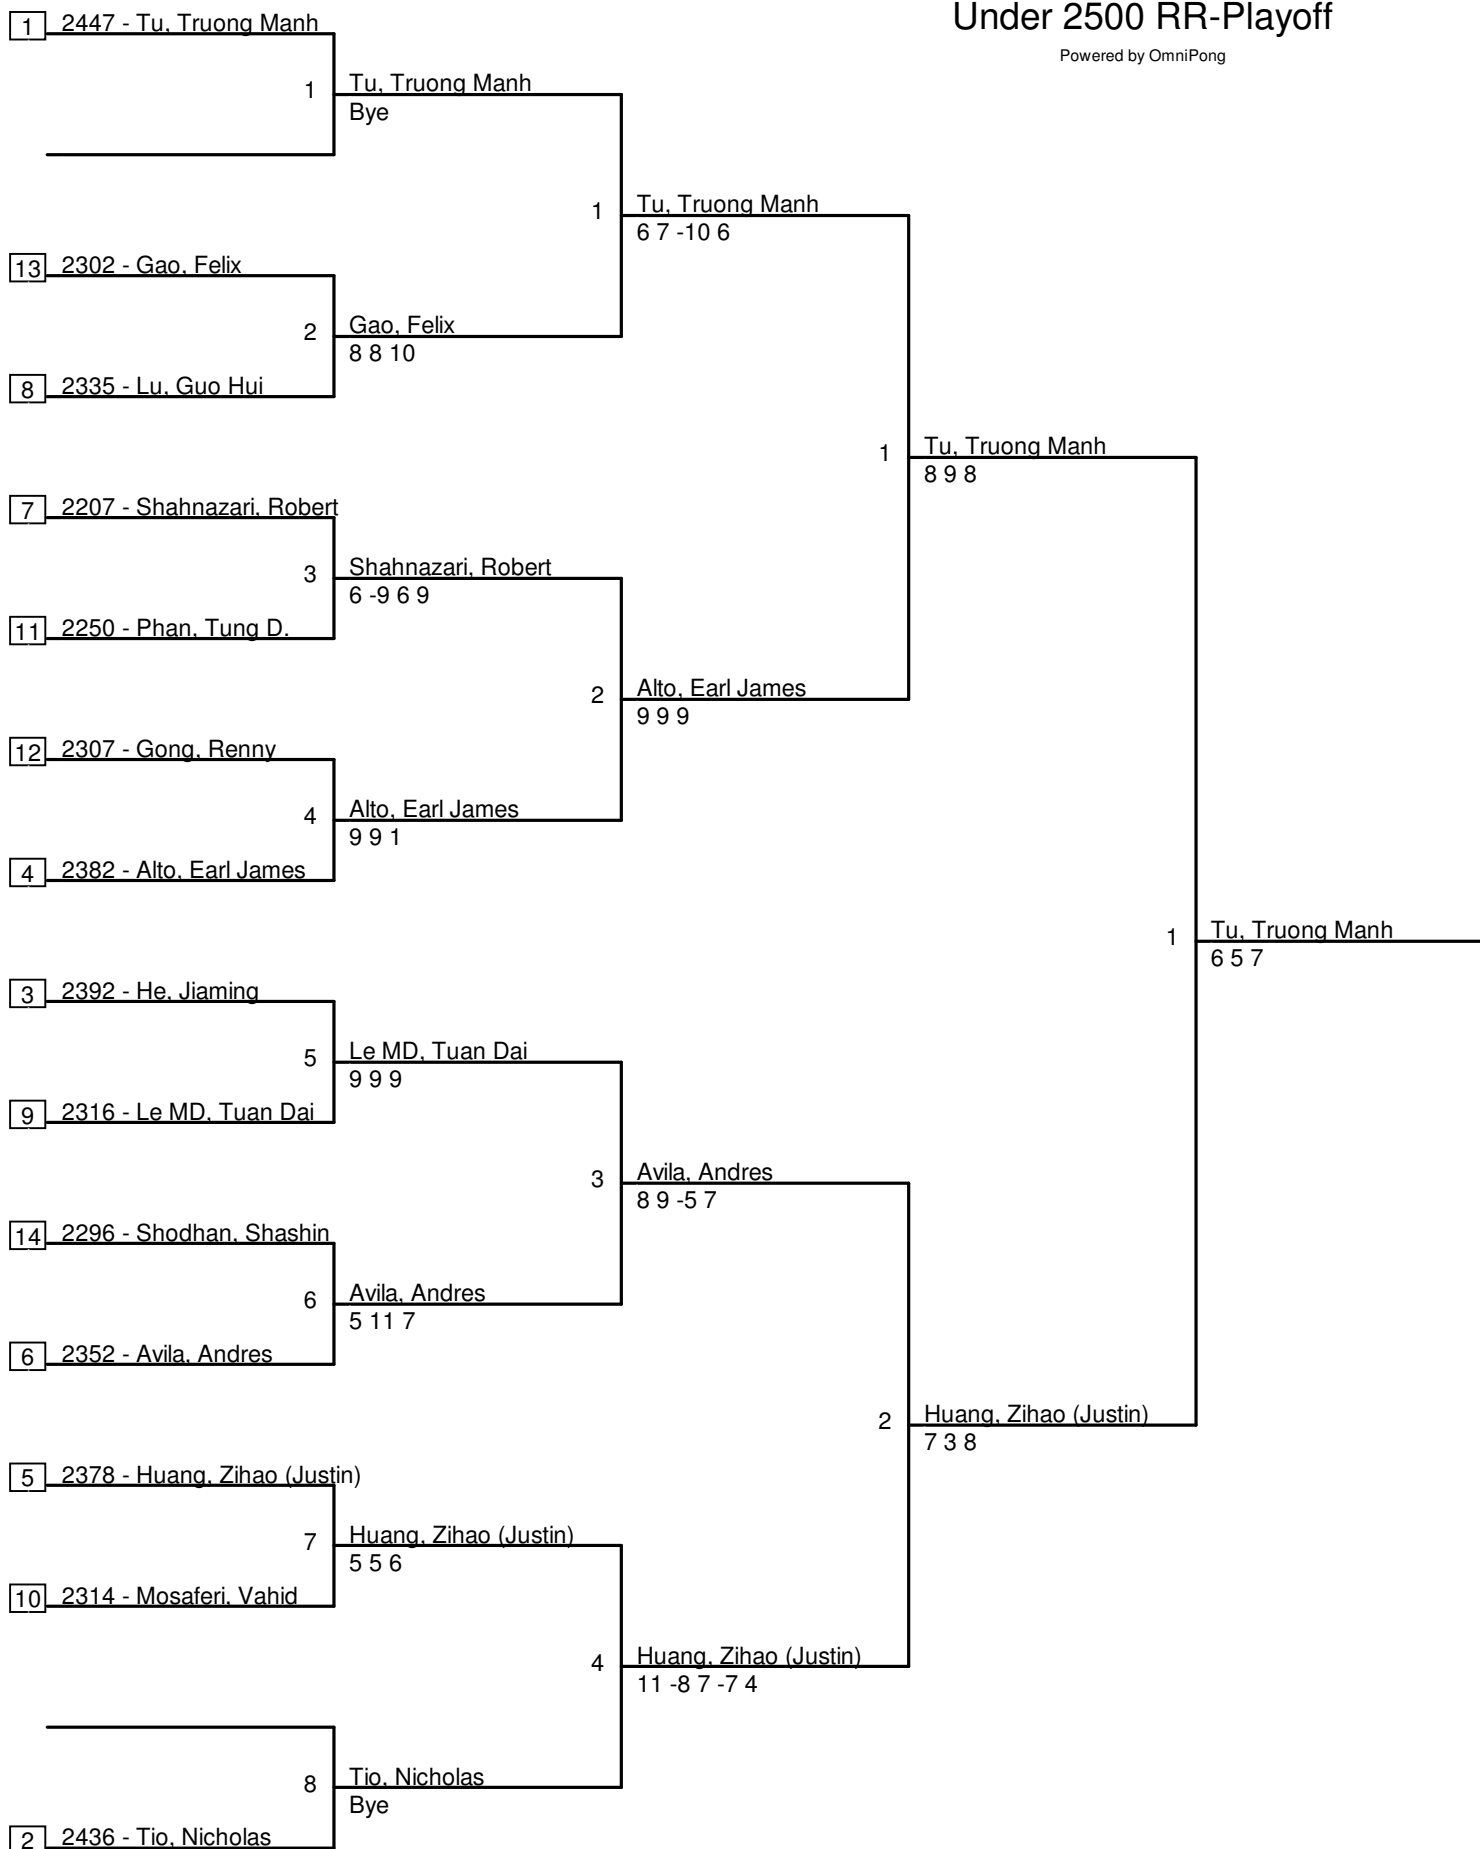 Under 2500 RR-Playoff
Powered by OmniPong
1 2447 - Tu, Truong Manh
1 Tu, Truong Manh
Bye
1 Tu, Truong Manh
6 7 -10 6
13 2302 - Gao, Felix
2 Gao, Felix
8 8 10
8 2335 - Lu, Guo Hui
1 Tu, Truong Manh
8 9 8
7 2207 - Shahnazari, Robert
3 Shahnazari, Robert
6 -9 6 9
11 2250 - Phan, Tung D.
2 Alto, Earl James
9 9 9
12 2307 - Gong, Renny
4 Alto, Earl James
9 9 1
4 2382 - Alto, Earl James
1 Tu, Truong Manh
6 5 7
3 2392 - He, Jiaming
5 Le MD, Tuan Dai
9 9 9
9 2316 - Le MD, Tuan Dai
3 Avila, Andres
8 9 -5 7
14 2296 - Shodhan, Shashin
6 Avila, Andres
5 11 7
6 2352 - Avila, Andres
2 Huang, Zihao (Justin)
7 3 8
5 2378 - Huang, Zihao (Justin)
7 Huang, Zihao (Justin)
5 5 6
10 2314 - Mosaferi, Vahid
4 Huang, Zihao (Justin)
11 -8 7 -7 4
8 Tio, Nicholas
Bye
2 2436 - Tio, Nicholas